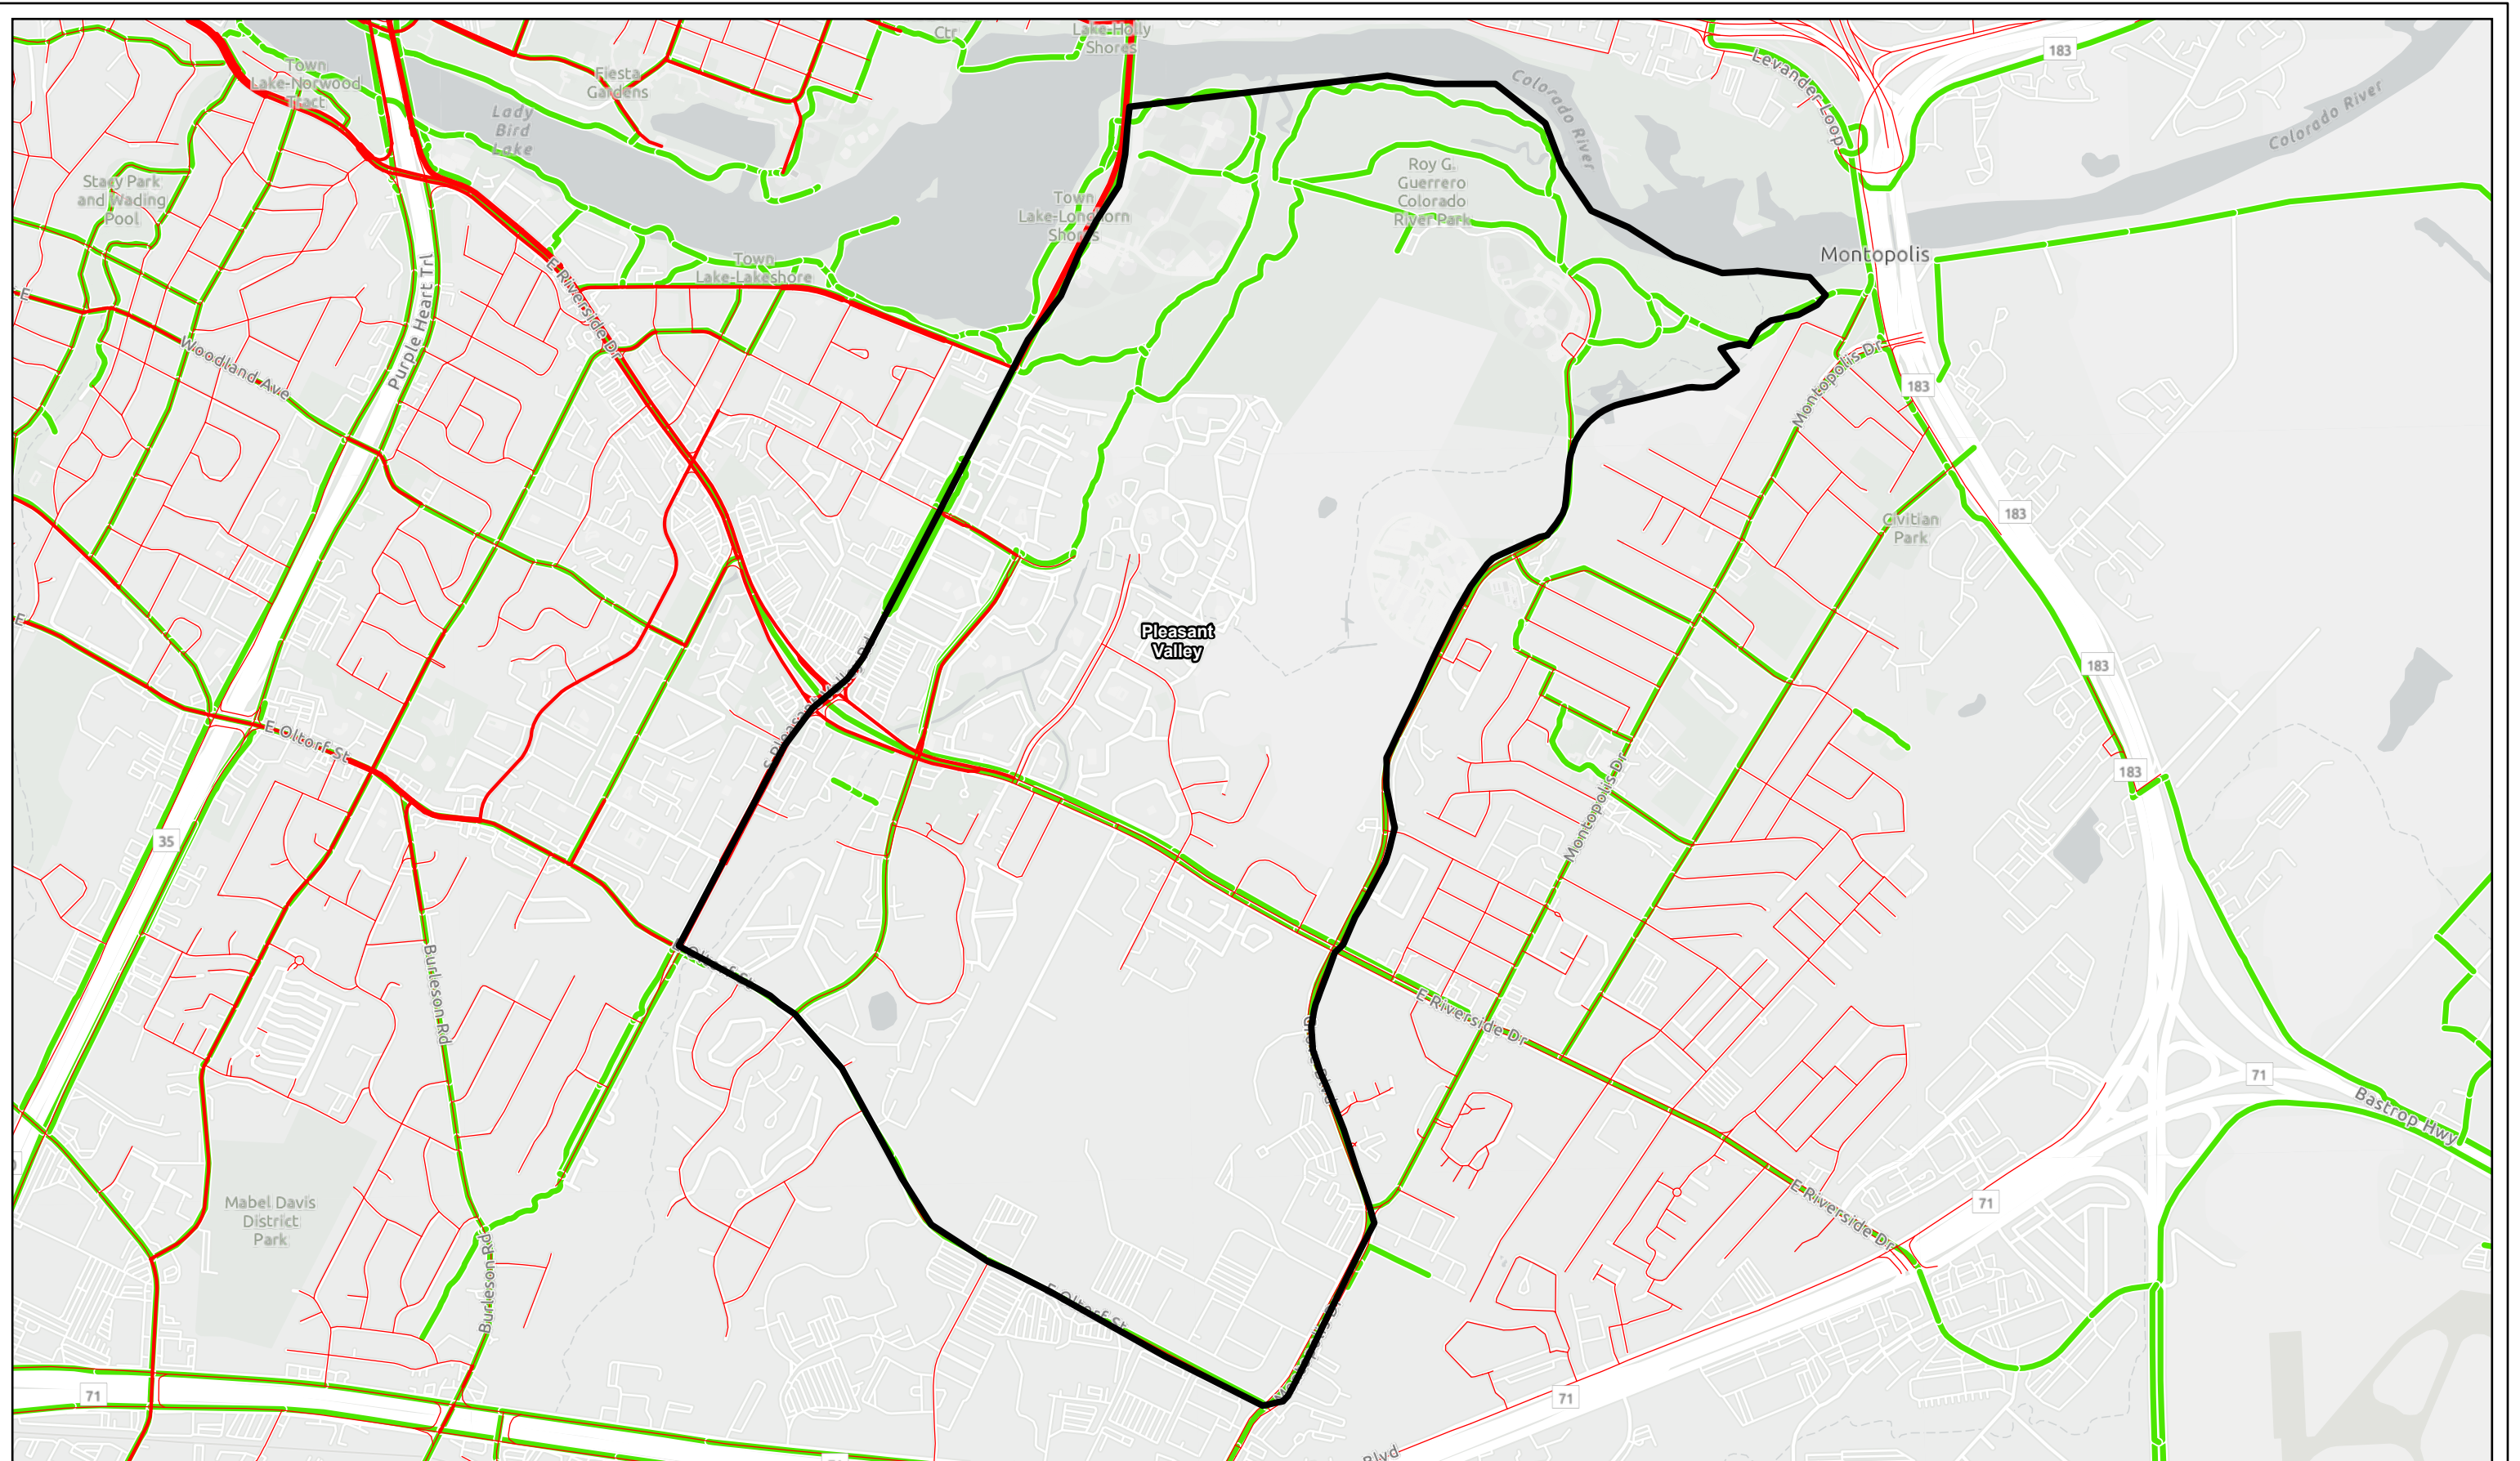 Ctr
Lake-Holly
Shores
183
Levander Loop
Town
Lake-Norwood
Tract
Fiesta
Gardens
Lady
Bird
Lake
Colorado River
Colorado River
Stacy Park
and Wading
Pool
Roy G.
Guerrero
Colorado
River Park
Town
Lake-Longhorn
Shores
Montopolis
Town
Lake-Lakeshore
E
E Riverside Dr
Purple Heart Trl
Woodland Ave
Montopolis Dr
183
183
Civitian
Park
E
Pleasant
Valley
183
E Oltorf St
183
Montopolis Dr
35
E Oltorf St
Burleson Rd
E Riverside Dr
71
Bastrop Hwy
Mabel Davis
District
Park
71
E Riverside Dr
Burleson Rd
E Oltorf St
71
71
Blvd